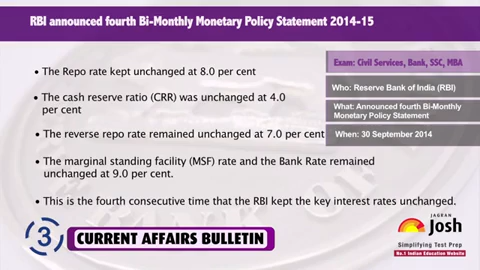 RBI announced fourth Bi-Monthly Monetary Policy Statement 2014-15
Exam: Civil Services, Bank, SSC, MBA
Who: Reserve Bank of India (RBI)
What: Announced fourth Bi-Monthly
Monetary Policy Statement
When: 30 September 2014
• The Repo rate kept unchanged at 8.0 per cent
• The cash reserve ratio (CRR) was unchanged at 4.0
per cent
• The reverse repo rate remained unchanged at 7.0 per cent
• The marginal standing facility (MSF) rate and the Bank Rate remained
unchanged at 9.0 per cent.
• This is the fourth consecutive time that the RBI kept the key interest rates unchanged.
3 CURRENT AFFAIRS BULLETIN
JAGRAN
Josh
Simplifying Test Prep
No.1 Indian Education Website